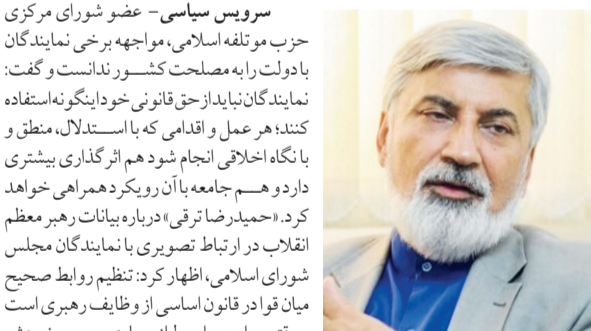 سرویس سیاسی- عضو شورای مرکزی
حزب موتلفه اسلامی، مواجهه برخی نمایندگان
با دولت را به مصلحت کشور ندانست و گفت:
نمایندگان نباید از حق قانونی خود اینگونه استفاده
کنند؛ هر عمل و اقدامی که با استدلال، منطق و
با نگاه اخلاقی انجام شود هم اثرگذاری بیشتری
دارد و هم جامعه با آن رویکرد همراهی خواهد
کرد. «حمیدرضا ترقی» درباره بیانات رهبر معظم
انقلاب در ارتباط تصویری با نمایندگان مجلس
شورای اسلامی، اظهار کرد: تنظیم روابط صحیح
میان قوا در قانون اساسی از وظایف رهبری است